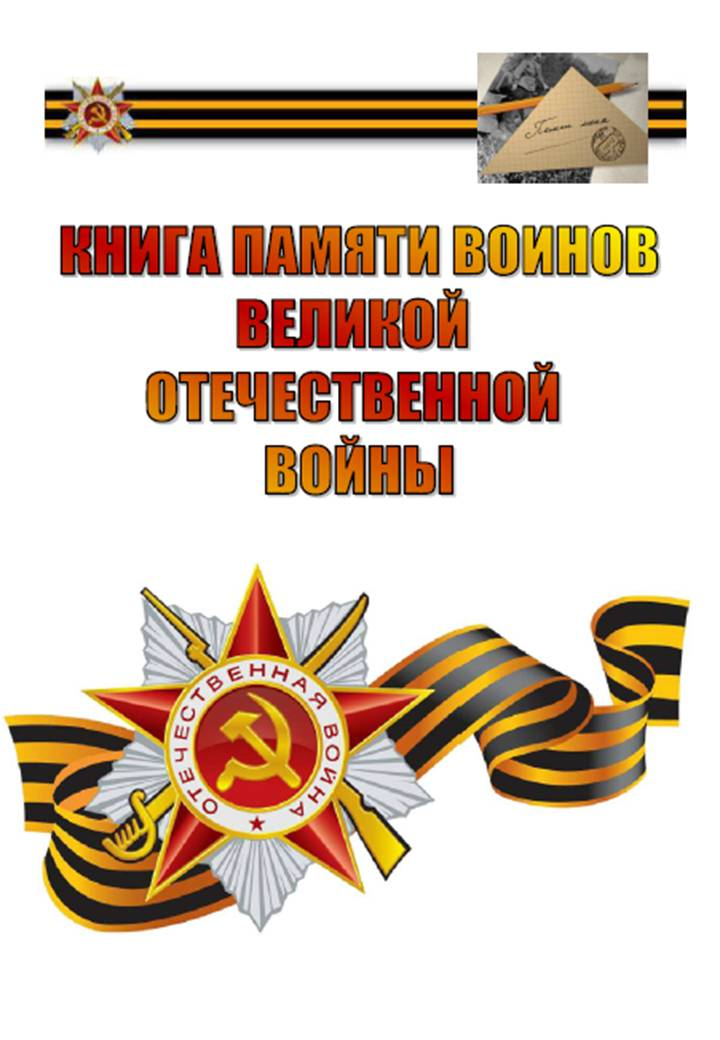 КНИГА ПАМЯТИ ВОИНОВ
ВЕЛИКОЙ
ОТЕЧЕСТВЕННОЙ
ВОЙНЫ
ОТЕЧЕСТВЕННАЯ ВОЙНА